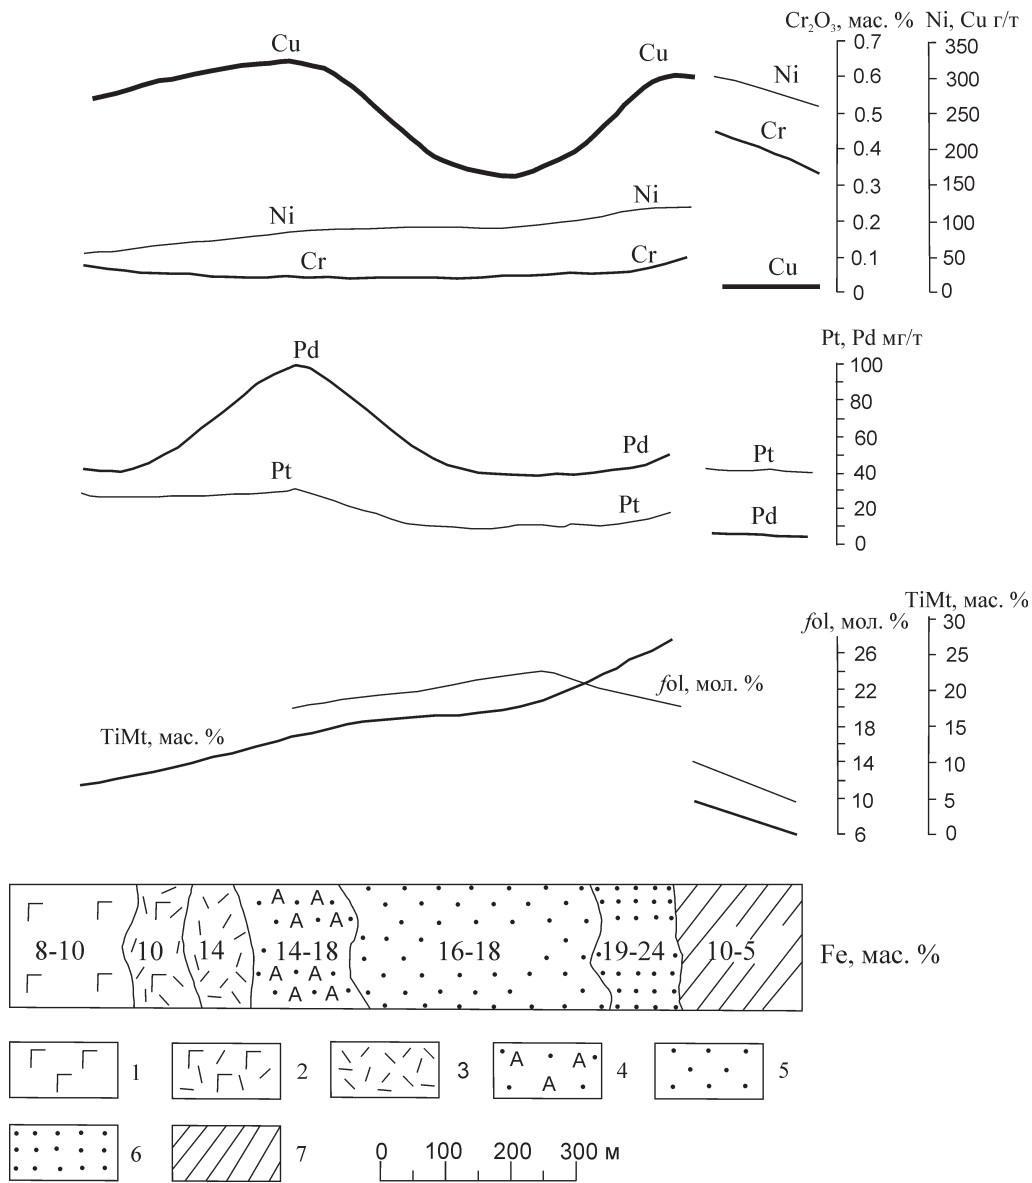 Cr2O3, мас. % Ni, Cu г/т
0.7 350
0.6 300
0.5 250
0.4 200
0.3 150
0.2 100
0.1 50
0 0
Cu Cu
Ni
Cr
Ni Ni
Cr Cr
Cu
Pt, Pd мг/т
100
80
60
40
20
0
Pd Pd
Pt Pt
Pt
Pd
fol, мол. % TiMt, мас. %
30
26 25
22 20
18 15
14 10
10 5
6 0
fol, мол. %
TiMt, мас. %
A A
A A
8-10 10 14 14-18 16-18 19-24 10-5 Fe, мас. %
A A
A A
1 2 3 A A A 4 5
6 7 0 100 200 300 м